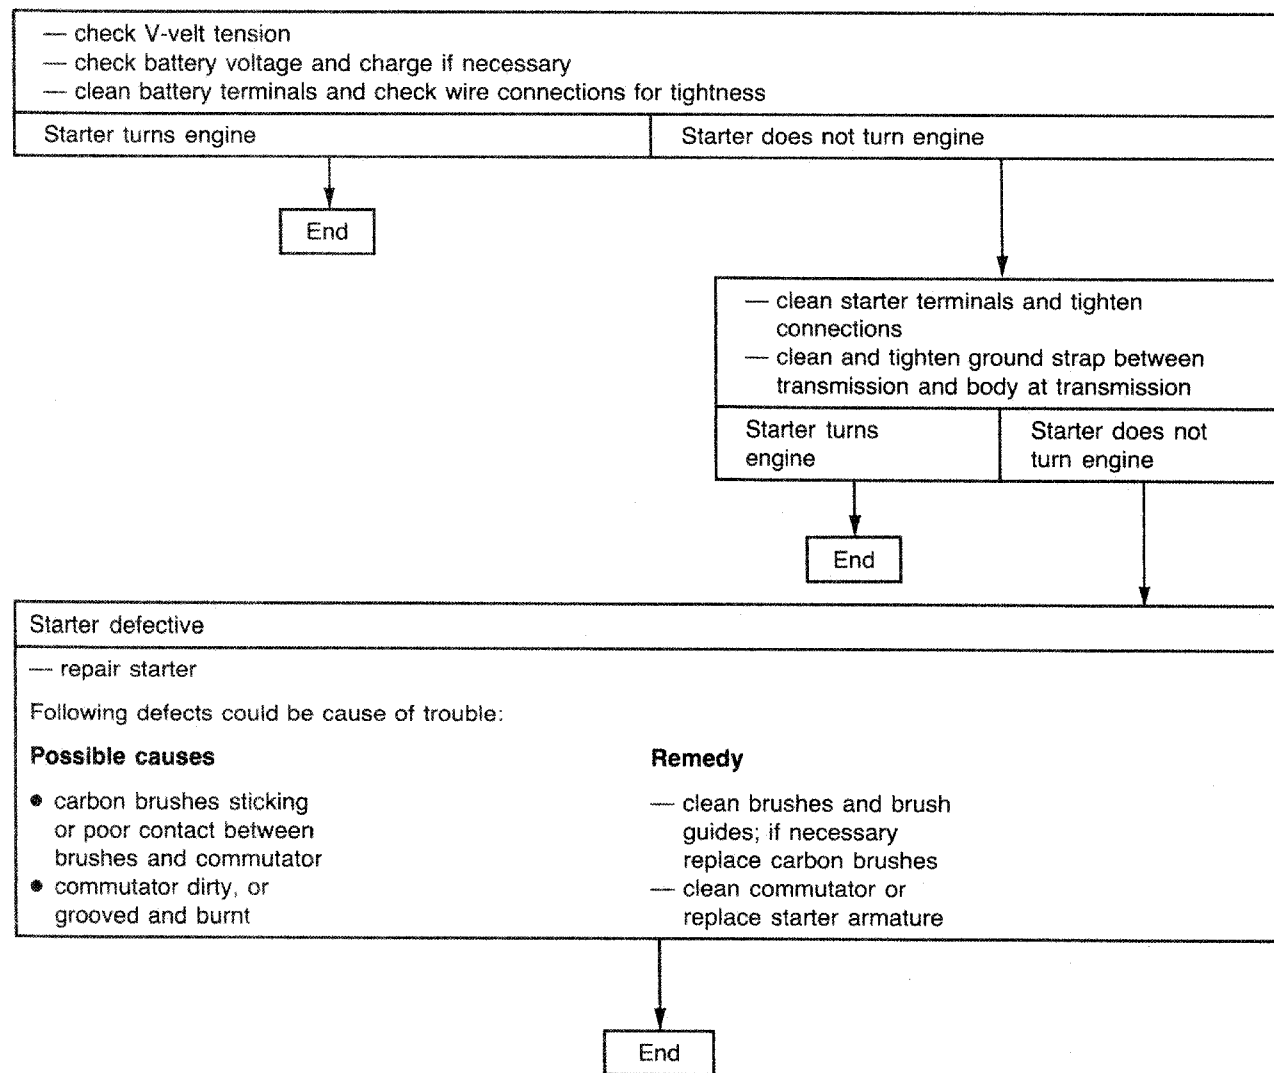 — check V-velt tension
— check battery voltage and charge if necessary
— clean battery terminals and check wire connections for tightness
Starter turns engine
Starter does not turn engine
End
— clean starter terminals and tighten
connections
— clean and tighten ground strap between
transmission and body at transmission
Starter turns
engine
Starter does not
turn engine
End
Starter defective
— repair starter
Following defects could be cause of trouble:
Possible causes
● carbon brushes sticking
or poor contact between
brushes and commutator
● commutator dirty, or
grooved and burnt
Remedy
— clean brushes and brush
guides; if necessary
replace carbon brushes
— clean commutator or
replace starter armature
End